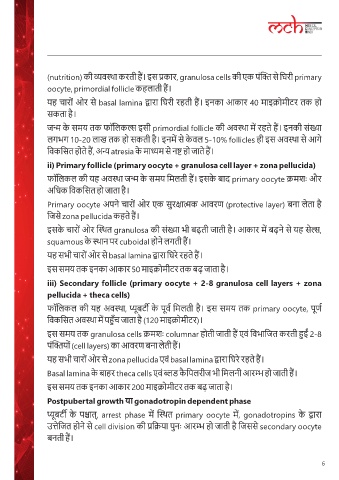 mch
(nutrition) की व्यवस्था करती हैं। इस प्रकार, granulosa cells की एक पंक्ति से घिरी primary
oocyte, primordial follicle कहलाती हैं।
यह चारों ओर से basal lamina द्वारा घिरी रहती हैं। इनका आकार 40 माइक्रोमीटर तक हो
सकता है।
जन्म के समय तक फॉलिकल्स इसी primordial follicle की अवस्था में रहते हैं। इनकी संख्या
लगभग 10-20 लाख तक हो सकती है। इनमें से केवल 5-10% follicles ही इस अवस्था से आगे
विकसित होते हैं, अन्य atresia के माध्यम से नष्ट हो जाते हैं।
ii) Primary follicle (primary oocyte + granulosa cell layer + zona pellucida)
फॉलिकल की यह अवस्था जन्म के समय मिलती हैं। इसके बाद primary oocyte क्रमशः और
अधिक विकसित हो जाता है।
Primary oocyte अपने चारों ओर एक सुरक्षात्मक आवरण (protective layer) बना लेता है
जिसे zona pellucida कहते हैं।
इसके चारों ओर स्थित granulosa की संख्या भी बढ़ती जाती है। आकार में बढ़ने से यह सेल्स,
squamous के स्थान पर cuboidal होने लगती हैं।
यह सभी चारों ओर से basal lamina द्वारा घिरे रहते हैं।
इस समय तक इनका आकार 50 माइक्रोमीटर तक बढ़ जाता है।
iii) Secondary follicle (primary oocyte + 2-8 granulosa cell layers + zona
pellucida + theca cells)
फॉलिकल की यह अवस्था, प्यूबर्टी के पूर्व मिलती है। इस समय तक primary oocyte, पूर्ण
विकसित अवस्था में पहुँच जाता है (120 माइक्रोमीटर)।
इस समय तक granulosa cells क्रमशः columnar होती जाती हैं एवं विभाजित करती हुई 2-8
पंक्तियों (cell layers) का आवरण बना लेती हैं।
यह सभी चारों ओर से zona pellucida एवं basal lamina द्वारा घिरे रहते हैं।
Basal lamina के बाहर theca cells एवं ब्लड कैपिलरीज भी मिलनी आरम्भ हो जाती हैं।
इस समय तक इनका आकार 200 माइक्रोमीटर तक बढ़ जाता है।
Postpubertal growth या gonadotropin dependent phase
प्यूबर्टी के पश्चात्, arrest phase में स्थित primary oocyte में, gonadotropins के द्वारा
उत्तेजित होने से cell division की प्रक्रिया पुनः आरम्भ हो जाती है जिससे secondary oocyte
बनती हैं।
6